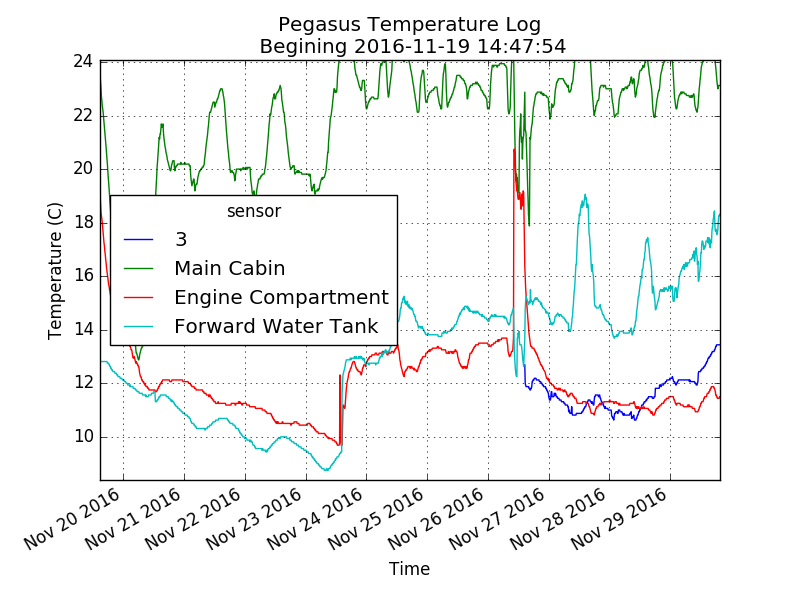 Pegasus Temperature Log
Begining 2016-11-19 14:47:54
24
22
20
18
16
14
12
10
Temperature (C)
sensor
3
Main Cabin
Engine Compartment
Forward Water Tank
Nov 20 2016
Nov 21 2016
Nov 22 2016
Nov 23 2016
Nov 24 2016
Nov 25 2016
Nov 26 2016
Nov 27 2016
Nov 28 2016
Nov 29 2016
Time